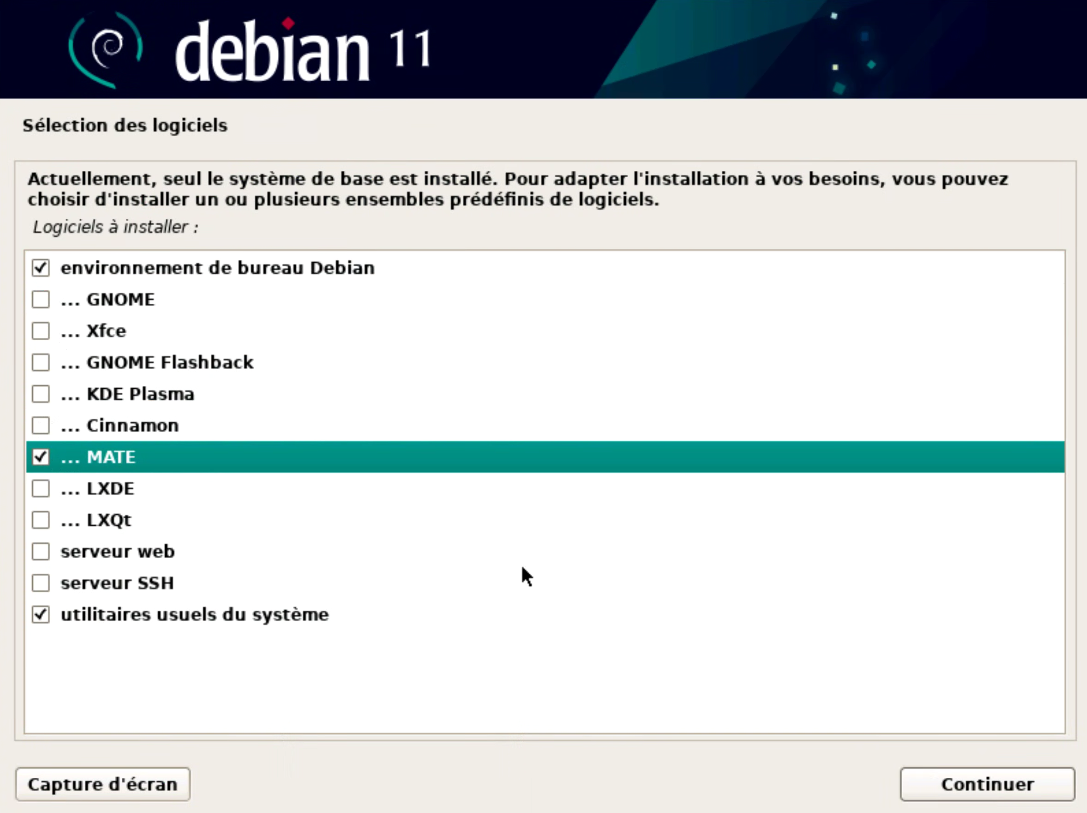 debian 11
Sélection des logiciels
Actuellement, seul le système de base est installé. Pour adapter l'installation à vos besoins, vous pouvez
choisir d'installer un ou plusieurs ensembles prédéfinis de logiciels.
Logiciels à installer :
environnement de bureau Debian
... GNOME
... Xfce
... GNOME Flashback
... KDE Plasma
... Cinnamon
... MATE
... LXDE
... LXQt
serveur web
serveur SSH
utilitaires usuels du système
Capture d'écran
Continuer